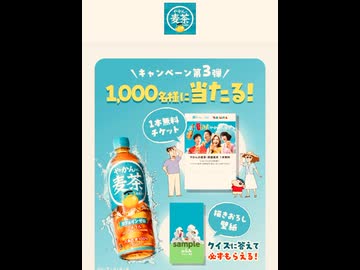 やかんの
麦茶
キャンペーン第3弾
1,000名様に当たる!
1本無料
チケット
やかんの
麦茶
描きおろし
壁紙
sample
クイズに答えて
必ずもらえる!